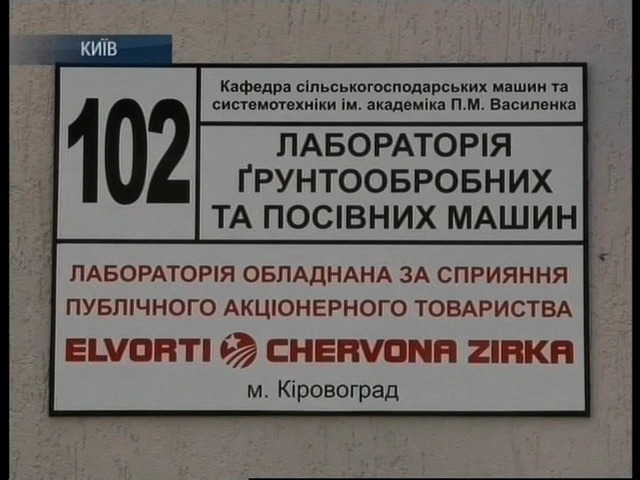 КИЇВ
102
Кафедра сільськогосподарських машин та
системотехніки ім. академіка П.М. Василенка
ЛАБОРАТОРІЯ
ҐРУНТООБРОБНИХ
ТА ПОСІВНИХ МАШИН
ЛАБОРАТОРІЯ ОБЛАДНАНА ЗА СПРИЯННЯ
ПУБЛІЧНОГО АКЦІОНЕРНОГО ТОВАРИСТВА
ELVORTI CHERVONA ZIRKA
м. Кіровоград